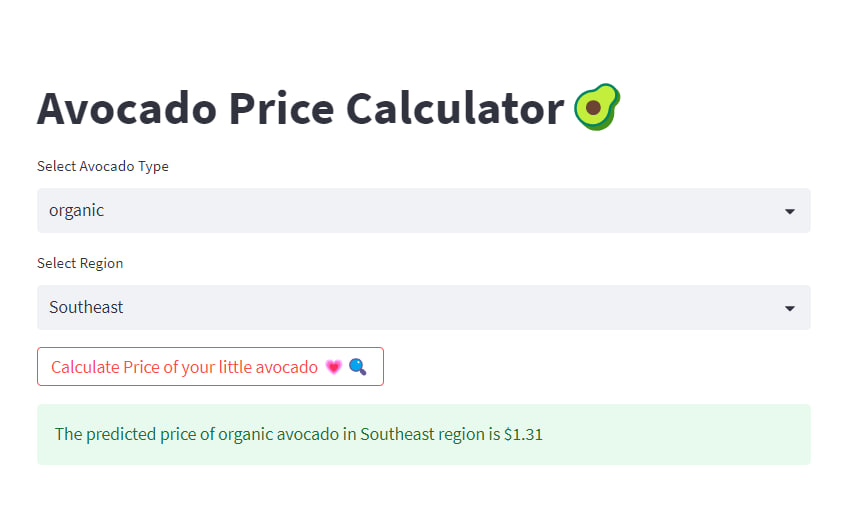 Avocado Price Calculator 🥑
Select Avocado Type
organic
Select Region
Southeast
Calculate Price of your little avocado 💗 🔍
The predicted price of organic avocado in Southeast region is $1.31